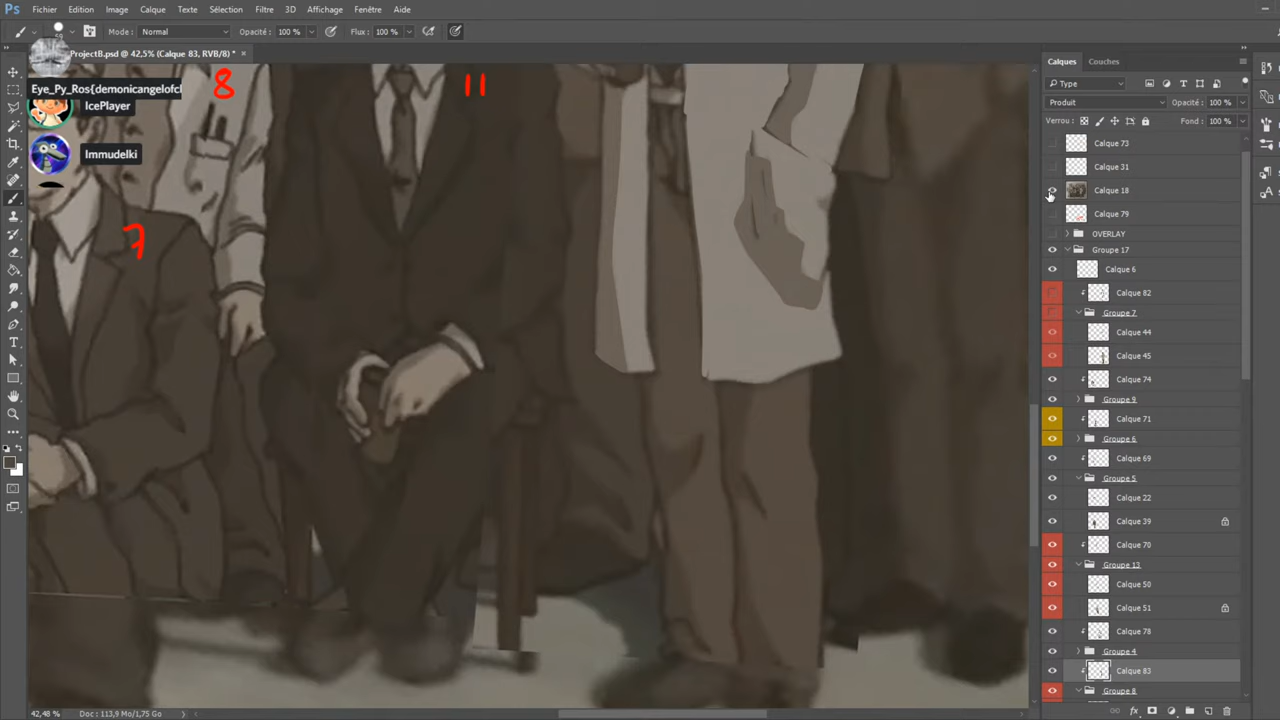 Ps Fichier Edition Image Calque Texte Sélection Filtre 3D Affichage Fenêtre Aide
59 Mode : Normal Opacité : 100 % Flux : 100 %
ProjectB.psd @ 42,5% (Calque 83, RVB/8) * ×
Eye_Py_Ros{demonicangelofcl
IcePlayer
Immudelki
8
11
7
Calques Couches
Type
Produit Opacité : 100 %
Verrou : Fond : 100 %
Calque 73
Calque 31
Calque 18
Calque 79
OVERLAY
Groupe 17
Calque 6
Calque 82
Groupe 7
Calque 44
Calque 45
Calque 74
Groupe 9
Calque 71
Groupe 6
Calque 69
Groupe 5
Calque 22
Calque 39
Calque 70
Groupe 13
Calque 50
Calque 51
Calque 78
Groupe 4
Calque 83
Groupe 8
42,48 % Doc : 113,9 Mo/1,75 Go
fx